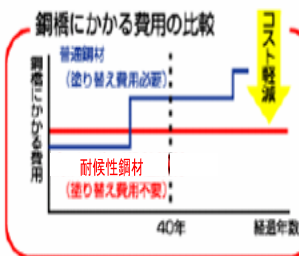 鋼橋にかかる費用の比較
コスト軽減
普通鋼材
(塗り替え費用必要)
鋼橋にかかる費用
耐候性鋼材
(塗り替え費用不変)
40年
経過年数